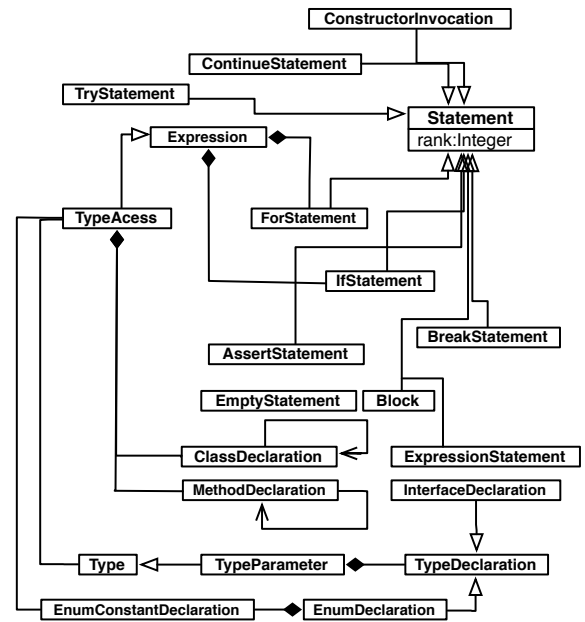 ConstructorInvocation
ContinueStatement
TryStatement
Statement
rank:Integer
Expression
TypeAcess
ForStatement
IfStatement
BreakStatement
AssertStatement
EmptyStatement
Block
ClassDeclaration
ExpressionStatement
MethodDeclaration
InterfaceDeclaration
Type
TypeParameter
TypeDeclaration
EnumConstantDeclaration
EnumDeclaration